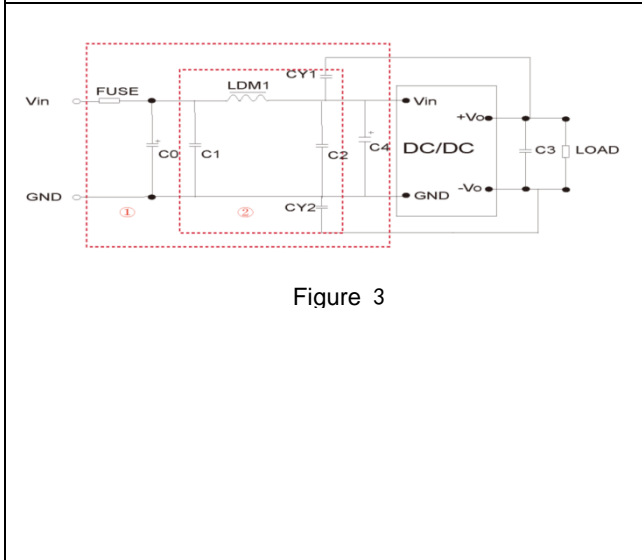 CY1
FUSE
LDM1
Vin
Vin
+Vo
+
C0
C1
C2
+
C4
DC/DC
C3
LOAD
-Vo
GND
GND
①
②
CY2
Figure 3